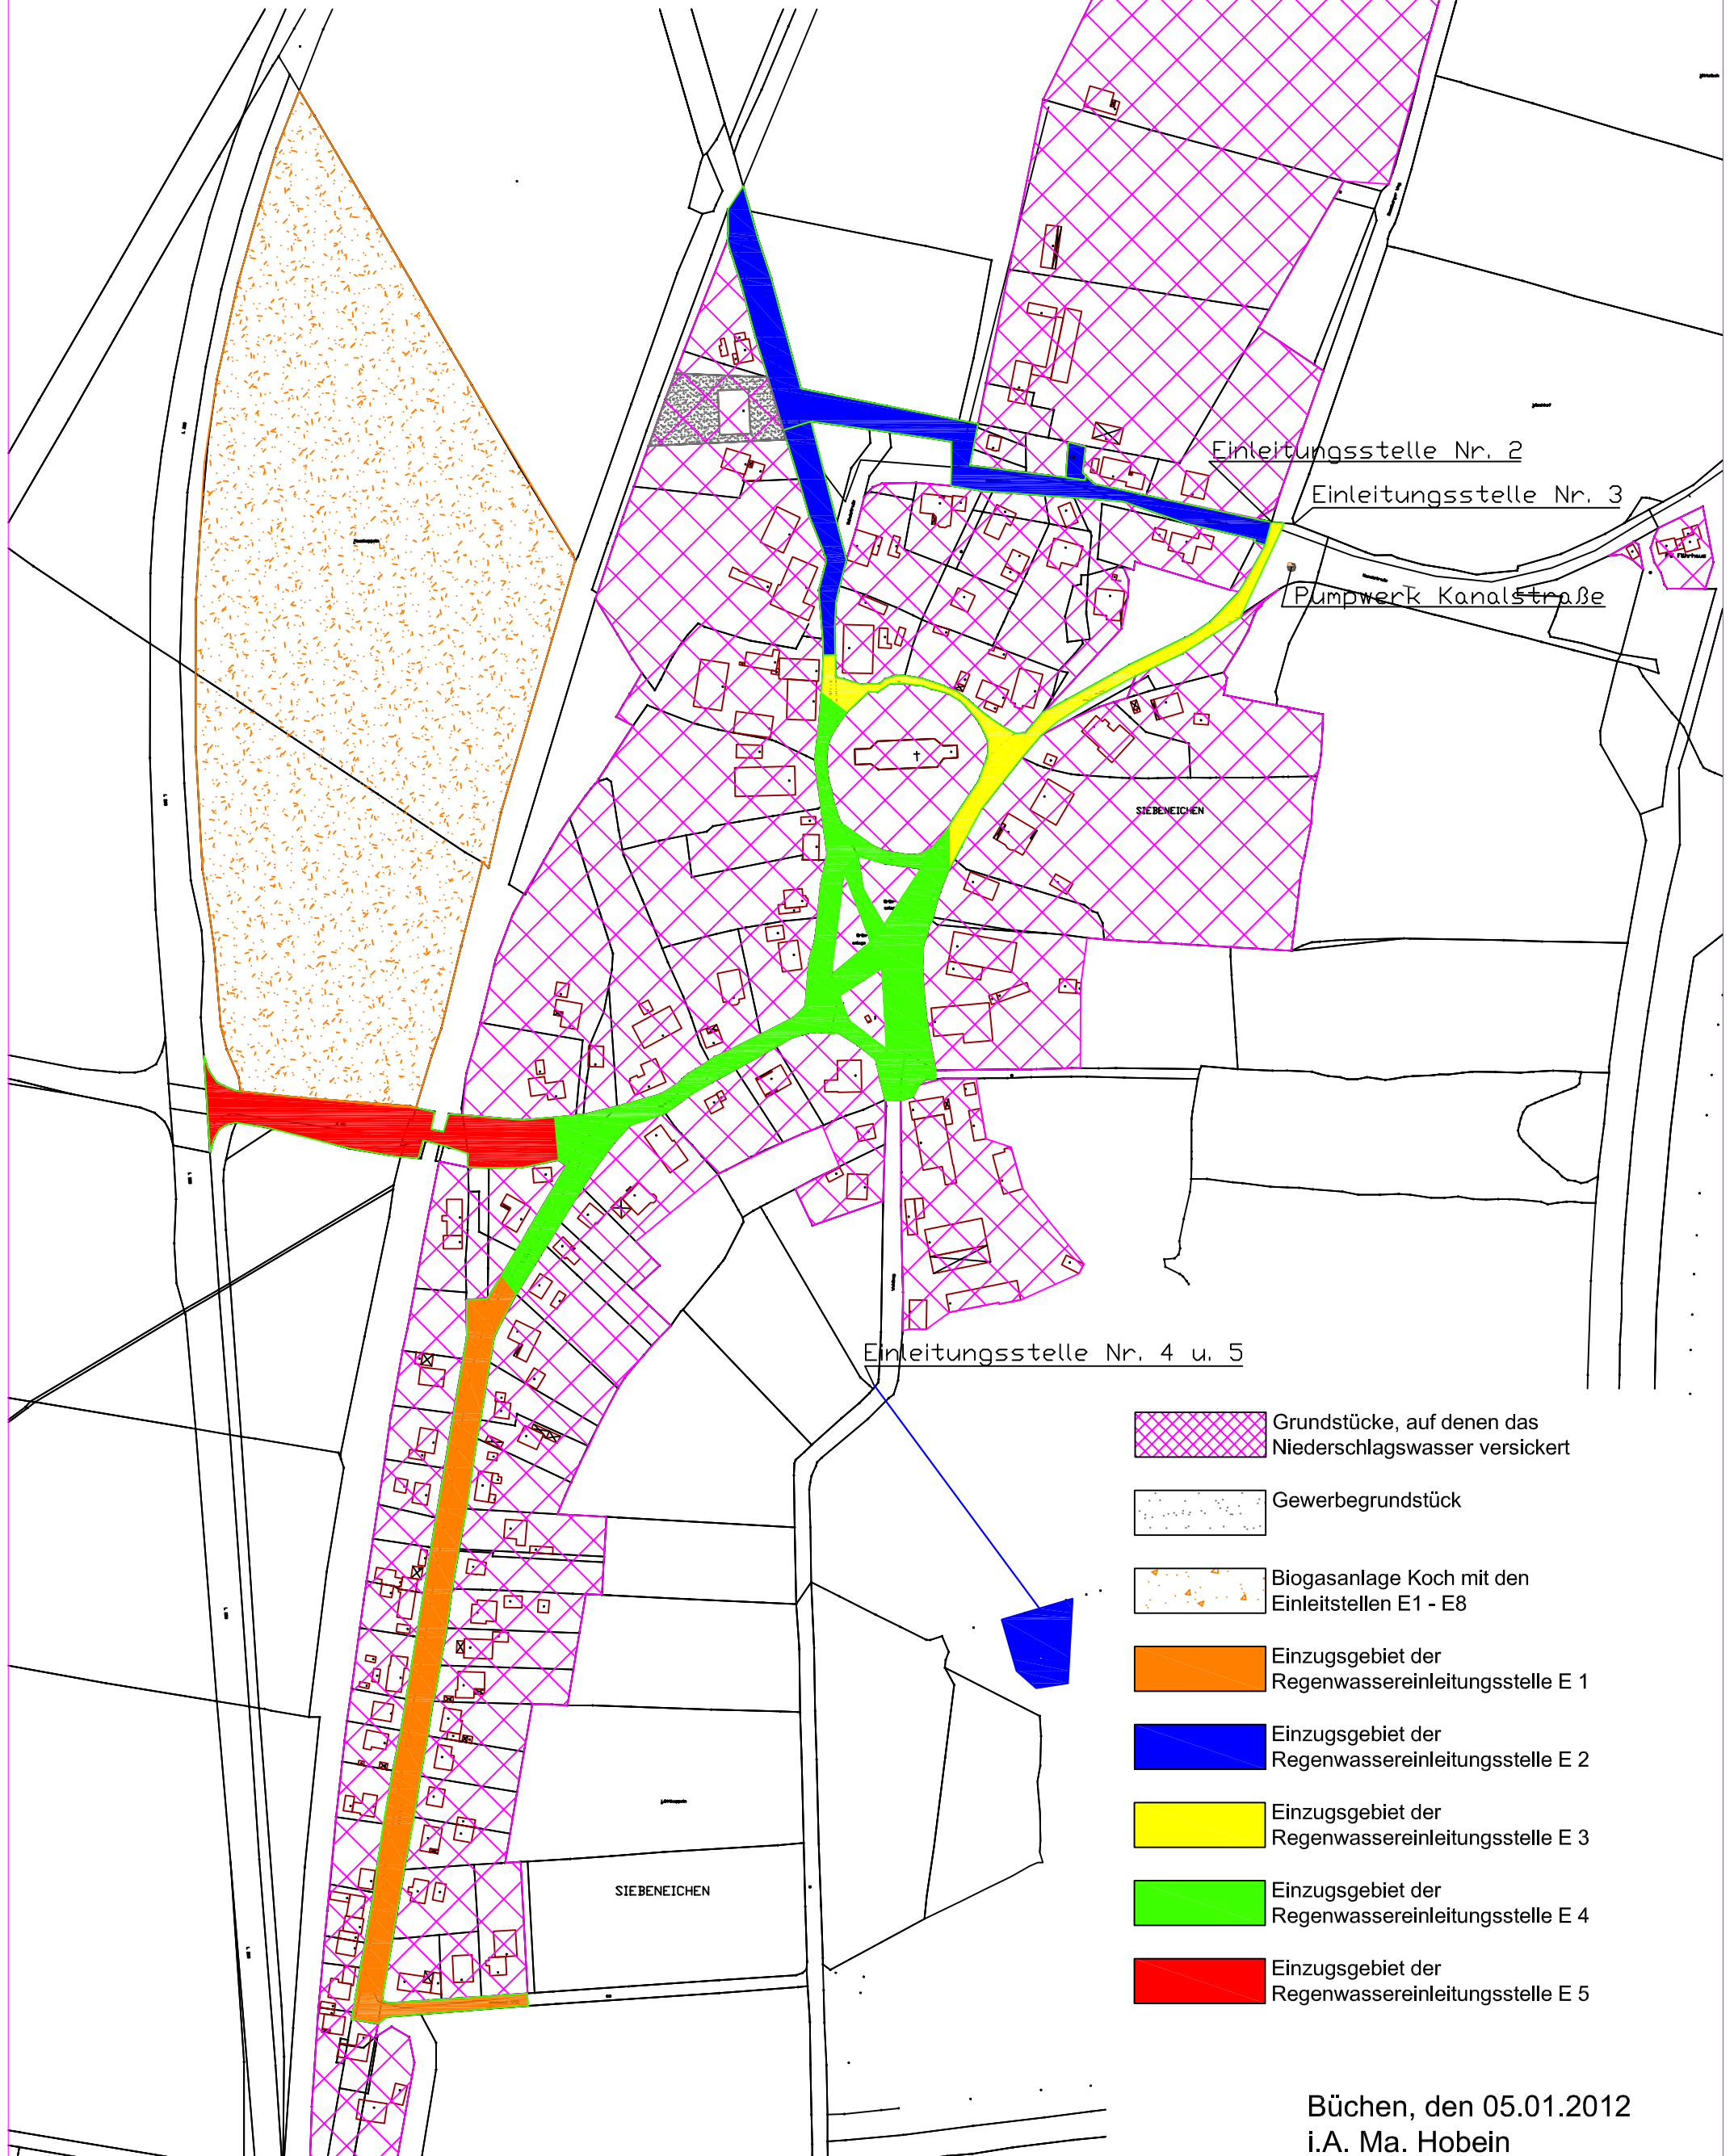 Einleitungsstelle Nr. 2
Einleitungsstelle Nr. 3
Pumpwerk Kanalstraße
SIEBENEICHEN
Einleitungsstelle Nr. 4 u. 5
Grundstücke, auf denen das
Niederschlagswasser versickert
Gewerbegrundstück
Biogasanlage Koch mit den
Einleitstellen E1 - E8
Einzugsgebiet der
Regenwassereinleitungsstelle E 1
Einzugsgebiet der
Regenwassereinleitungsstelle E 2
Einzugsgebiet der
Regenwassereinleitungsstelle E 3
SIEBENEICHEN
Einzugsgebiet der
Regenwassereinleitungsstelle E 4
Einzugsgebiet der
Regenwassereinleitungsstelle E 5
Büchen, den 05.01.2012
i.A. Ma. Hobein